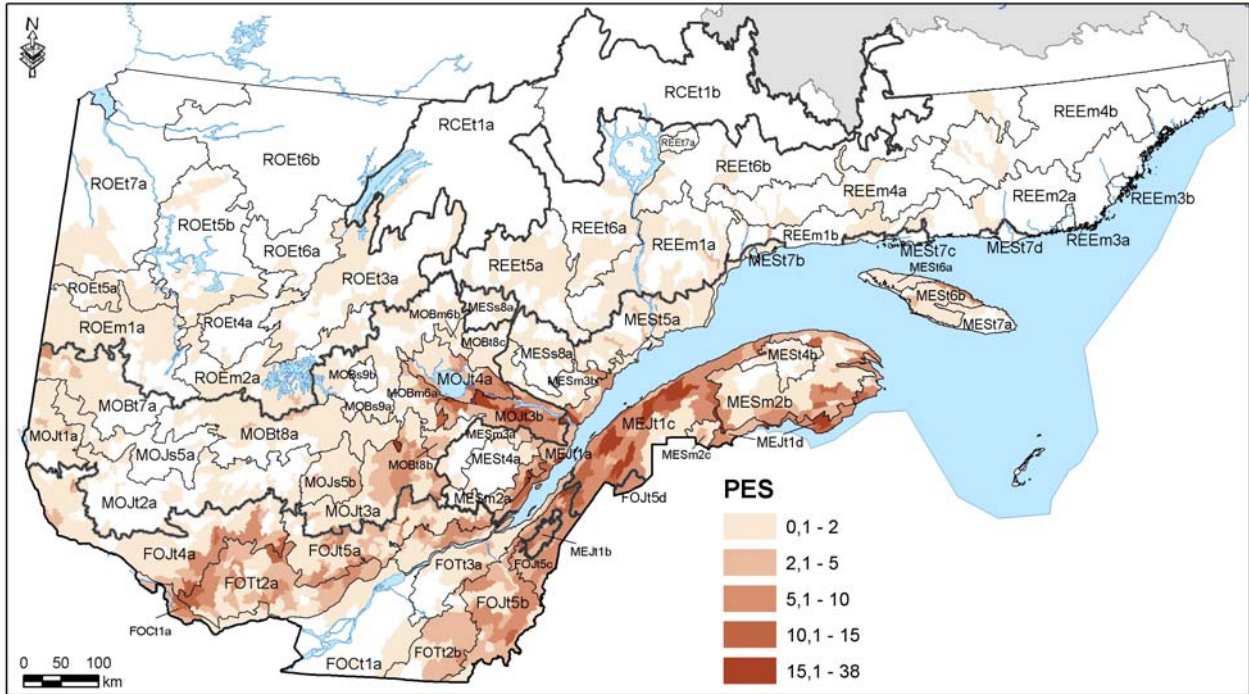 N
RCEt1b
RCEt1a
REEm4b
REEt7a
ROEt6b
REEt6b
ROEt7a
REEm4a
REEm2a
REEm3b
ROEt5b
REEt6a
REEm1a
ROEt6a
REEm1b
REEm3a
MESt7c
MESt7d
MESt7b
REEt5a
ROEt3a
MESt6a
ROEt5a
MESt6b
ROEt4a
MESs8a
MESt5a
MESt7a
ROEm1a
MOBm6b
MOBt8c
MESs8a
MESt4b
ROEm2a
MOBs9b
MOJt4a
MESm3b
MOBm6a
MESm2b
MOBt7a
MOBs9a
MOJt3b
MEJt1c
MOJt1a
MOBt8a
MESm3a
MEJt1d
MOJs5a
MEJt1a
MESm2c
MOBt8b
MESt4a
MOJs5b
FOJt5d
MOJt2a
MESm2a
MOJt3a
FOJt4a
FOJt5a
MEJt1b
FOTt3a
FOJt5c
FOTt2a
FOJt5b
FOCt1a
FOTt2b
FOCt1a
PES
0,1 - 2
2,1 - 5
5,1 - 10
10,1 - 15
15,1 - 38
0 50 100
km